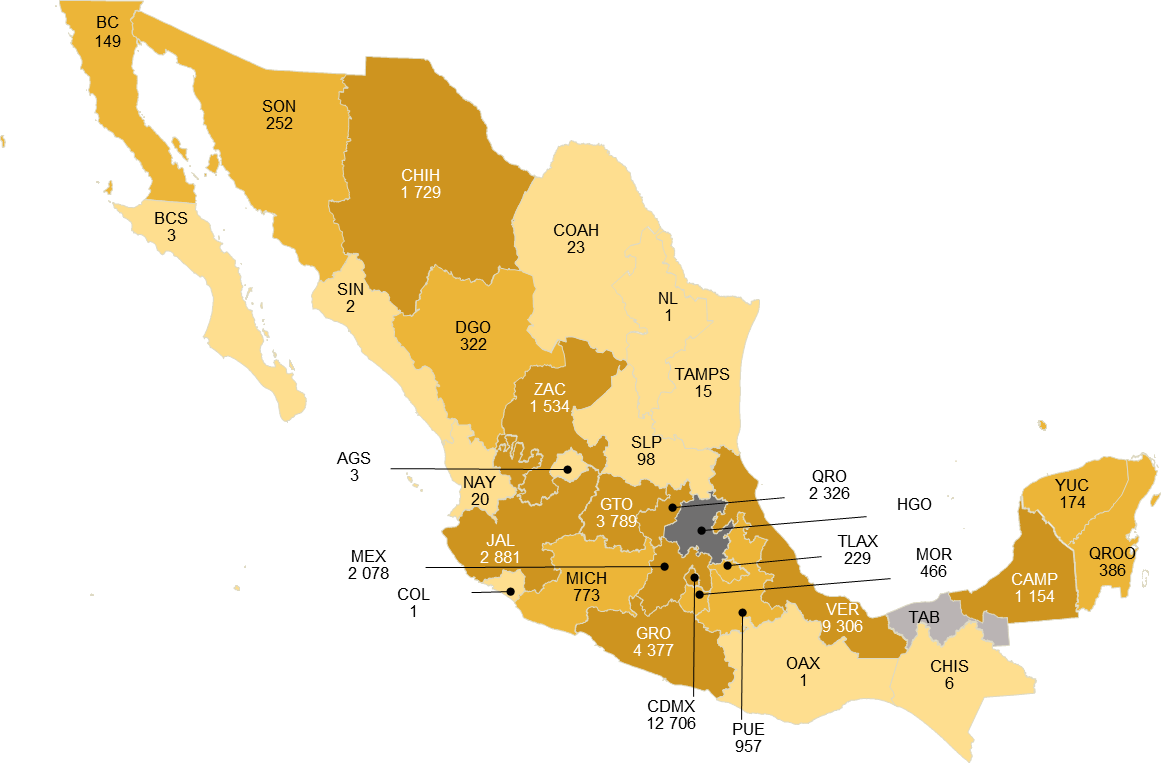 BC
149
SON
252
CHIH
1 729
BCS
3
COAH
23
SIN
2
NL
1
DGO
322
TAMPS
15
ZAC
1 534
SLP
98
AGS
3
NAY
20
QRO
2 326
YUC
174
GTO
3 789
HGO
JAL
2 881
TLAX
229
QROO
386
MEX
2 078
MOR
466
MICH
773
CAMP
1 154
COL
1
VER
9 306
TAB
GRO
4 377
OAX
1
CHIS
6
CDMX
12 706
PUE
957